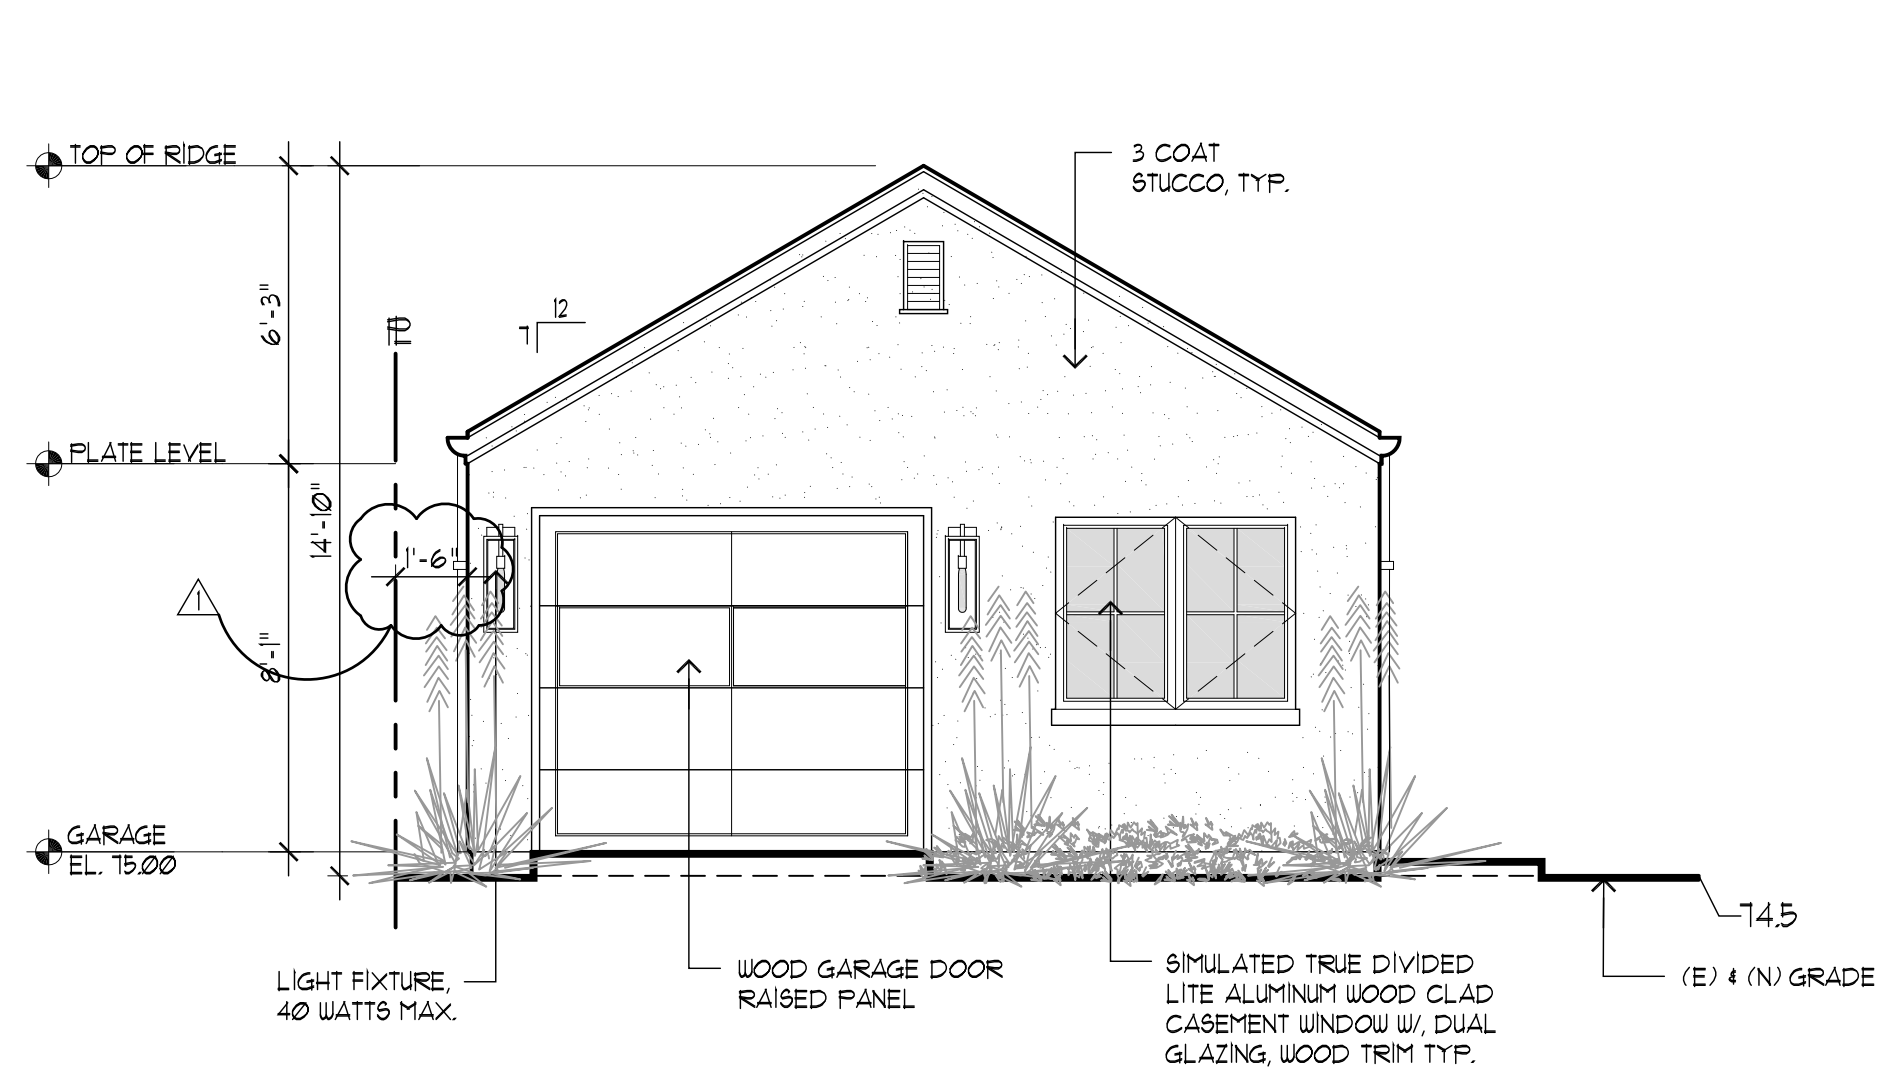 TOP OF RIDGE
3 COAT
STUCCO, TYP.
6'-3"
12
7
PL
PLATE LEVEL
14'-10"
1'-6"
1
8'-1"
GARAGE
EL. 75.00
74.5
LIGHT FIXTURE,
40 WATTS MAX.
WOOD GARAGE DOOR
RAISED PANEL
SIMULATED TRUE DIVIDED
LITE ALUMINUM WOOD CLAD
CASEMENT WINDOW W/, DUAL
GLAZING, WOOD TRIM TYP.
(E) & (N) GRADE